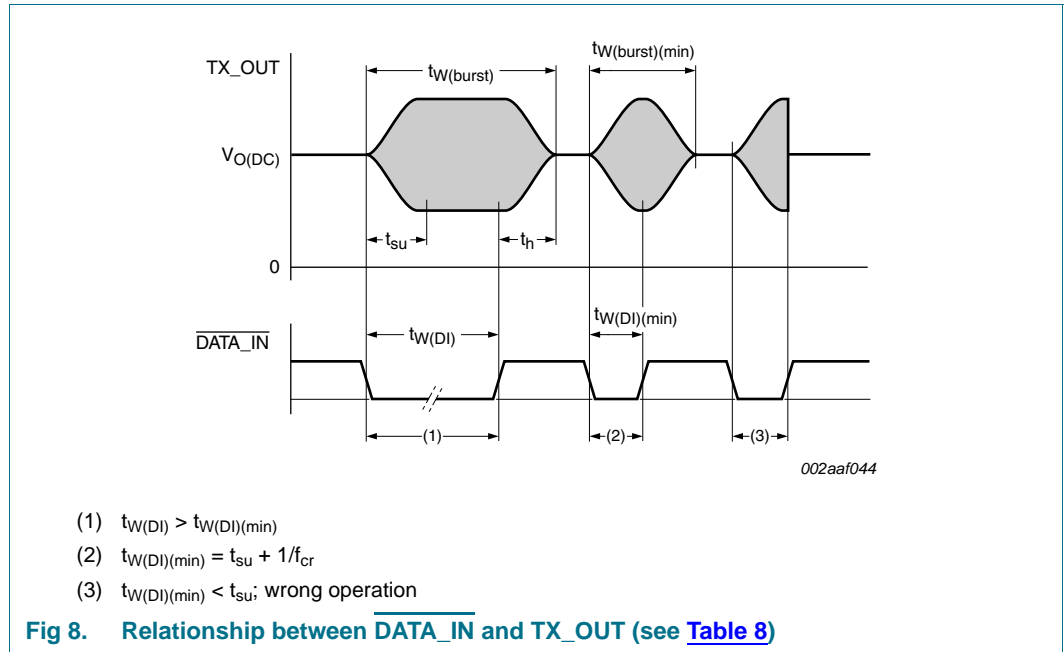 TX_OUT
tW(burst)
tW(burst)(min)
VO(DC)
tsu
th
0
DATA_IN
tW(DI)
tW(DI)(min)
(1)
(2)
(3)
002aaf044
(1) tW(DI) > tW(DI)(min)
(2) tW(DI)(min) = tsu + 1/fcr
(3) tW(DI)(min) < tsu; wrong operation
Fig 8. Relationship between DATA_IN and TX_OUT (see Table 8)